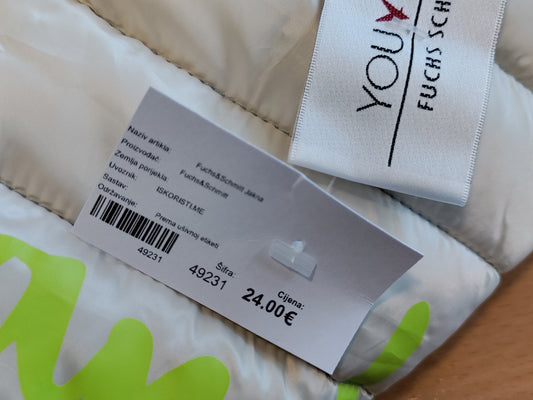 YOU
FUCHS SCH
Naziv artikla: Fuchs&Schmitt Jakna
Proizvođač: Fuchs&Schmitt
Zemlja porijekla:
Uvoznik: ISKORISTI.ME
Sastav:
Održavanje: Prema ušivnoj etiketi
49231
Šifra:
49231
Cijena:
24.00€